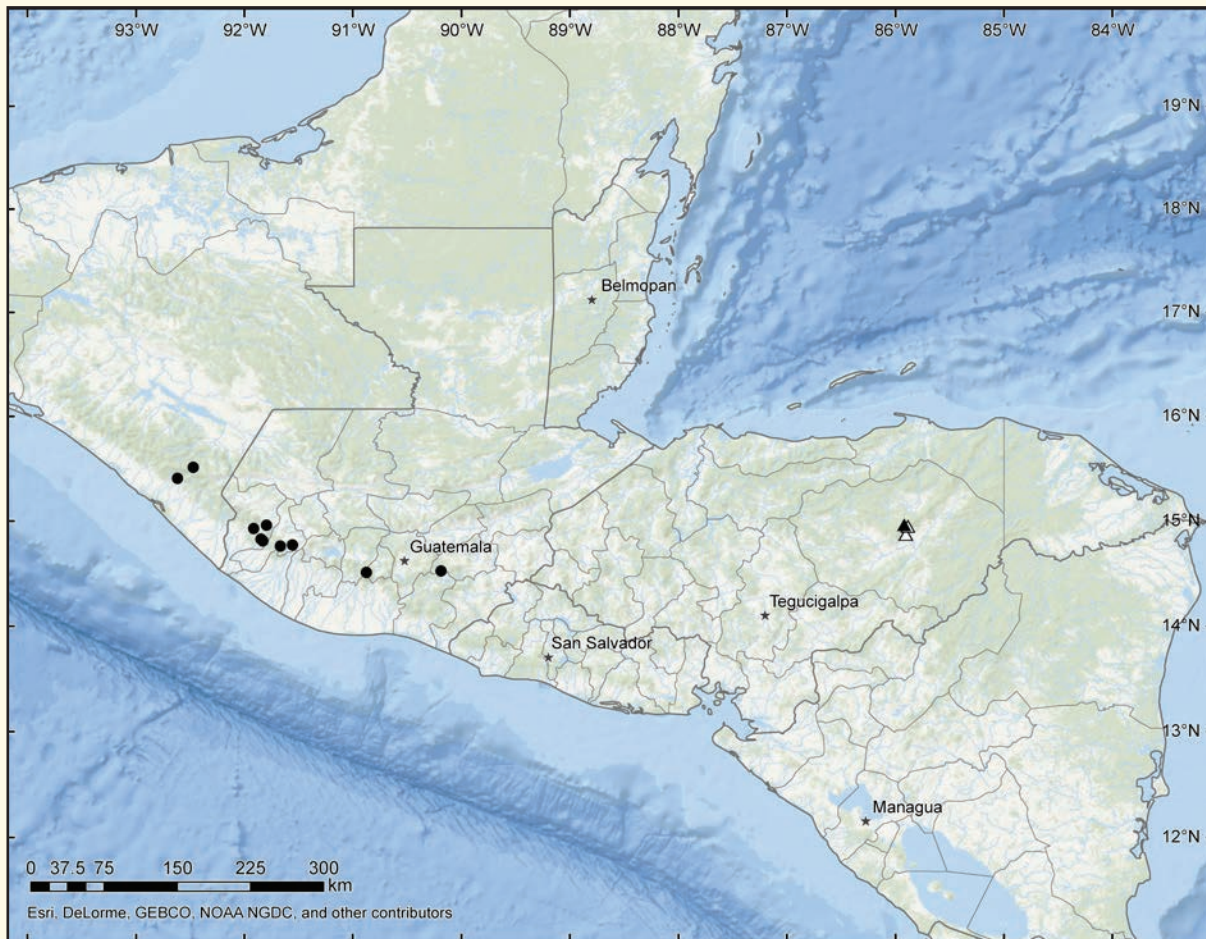 93°W 92°W 91°W 90°W 89°W 88°W 87°W 86°W 85°W 84°W
19°N
18°N
Belmopan
17°N
16°N
15°N
Guatemala
Tegucigalpa
14°N
San Salvador
13°N
Managua
12°N
0 37.5 75 150 225 300
km
Esri, DeLorme, GEBCO, NOAA NGDC, and other contributors